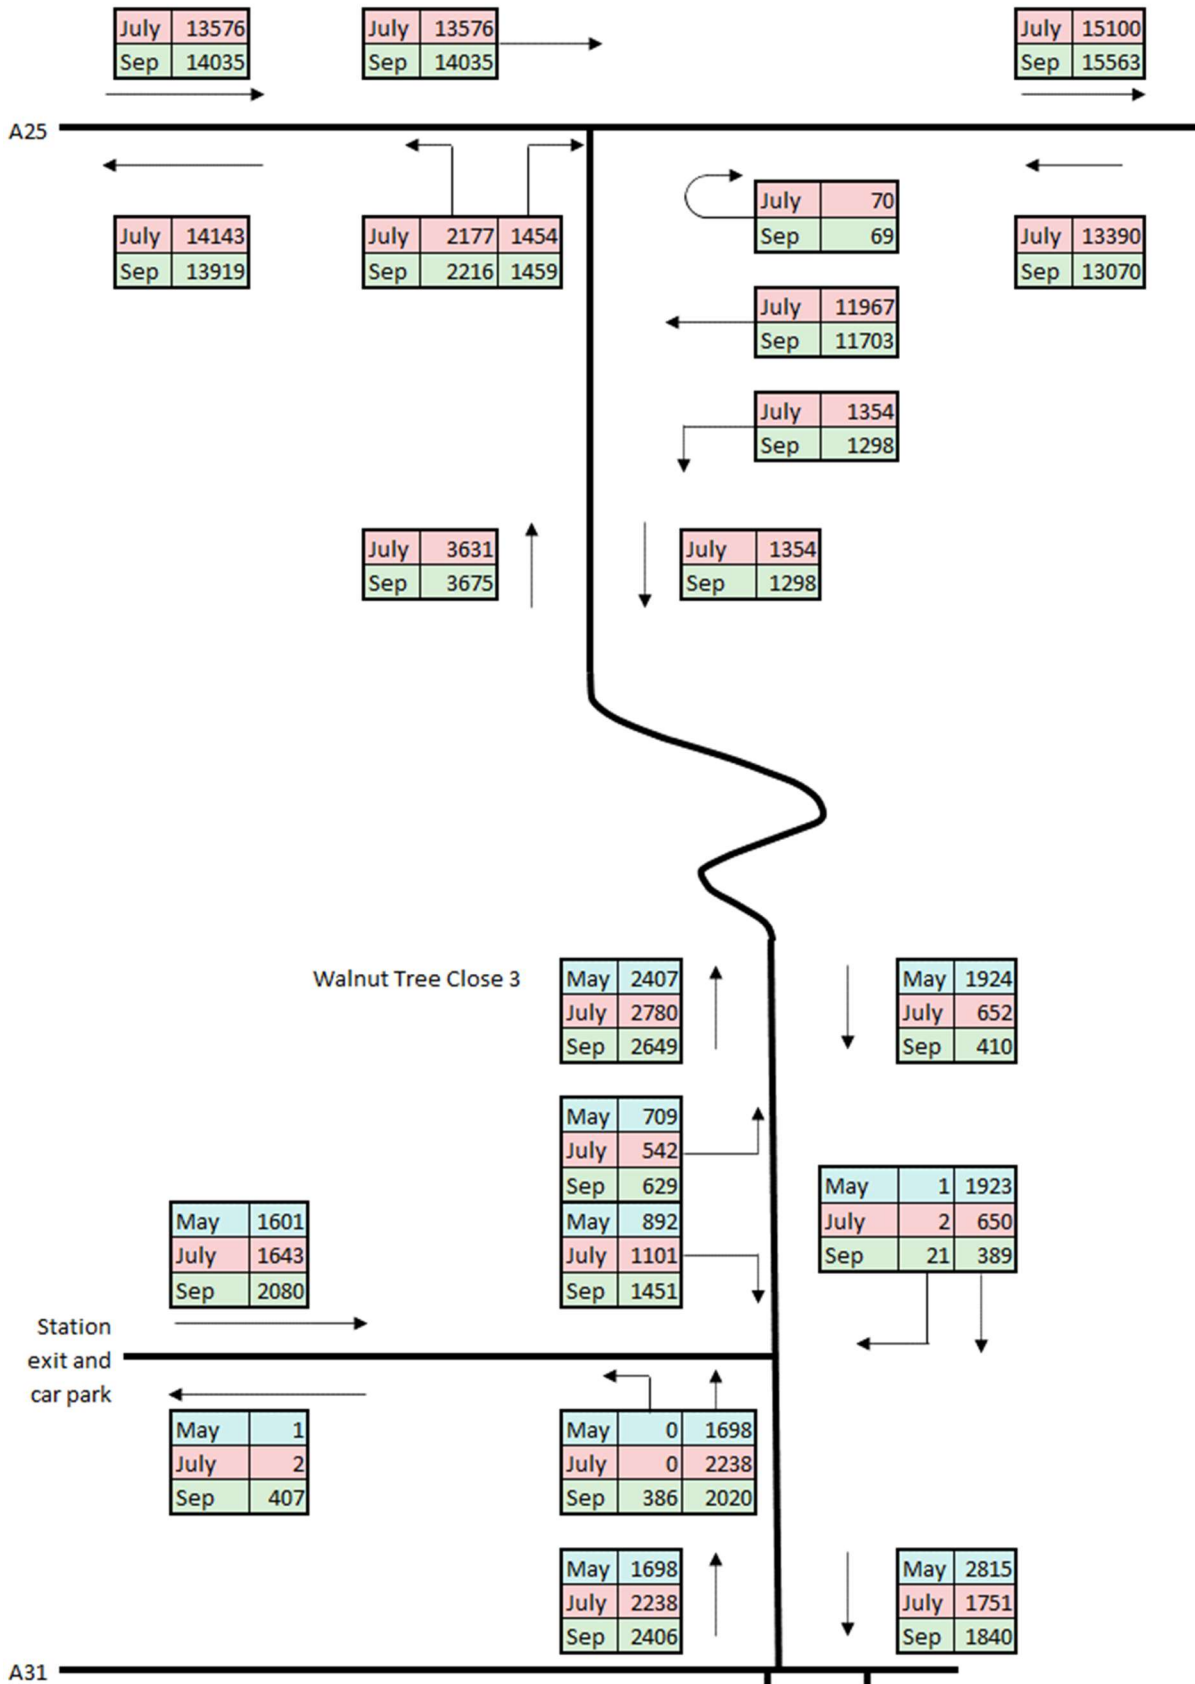 July 13576 July 13576 July 15100
Sep 14035 Sep 14035 Sep 15563
A25
July 70
Sep 69
July 14143 July 2177 1454 July 13390
Sep 13919 Sep 2216 1459 Sep 13070
July 11967
Sep 11703
July 1354
Sep 1298
July 3631 July 1354
Sep 3675 Sep 1298
Walnut Tree Close 3 May 2407 May 1924
July 2780 July 652
Sep 2649 Sep 410
May 709
July 542
Sep 629
May 1 1923
July 2 650
Sep 21 389
May 1601 May 892
July 1643 July 1101
Sep 2080 Sep 1451
Station
exit and
car park
May 1 May 0 1698
July 2 July 0 2238
Sep 407 Sep 386 2020
May 1698 May 2815
July 2238 July 1751
Sep 2406 Sep 1840
A31